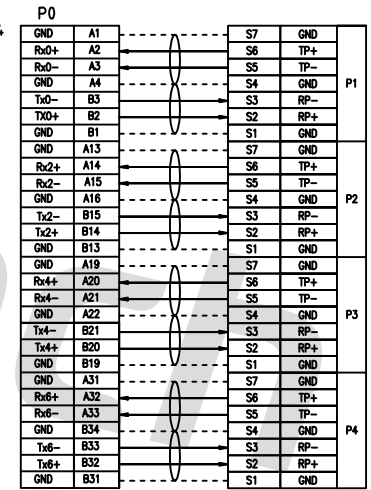 P0
GND A1 S7 GND
Rx0+ A2 S6 TP+
Rx0- A3 S5 TP-
GND A4 S4 GND P1
Tx0- B3 S3 RP-
TX0+ B2 S2 RP+
GND B1 S1 GND
GND A13 S7 GND
Rx2+ A14 S6 TP+
Rx2- A15 S5 TP-
GND A16 S4 GND P2
Tx2- B15 S3 RP-
Tx2+ B14 S2 RP+
GND B13 S1 GND
GND A19 S7 GND
Rx4+ A20 S6 TP+
Rx4- A21 S5 TP-
GND A22 S4 GND P3
Tx4- B21 S3 RP-
Tx4+ B20 S2 RP+
GND B19 S1 GND
GND A31 S7 GND
Rx6+ A32 S6 TP+
Rx6- A33 S5 TP-
GND B34 S4 GND P4
Tx6- B33 S3 RP-
Tx6+ B32 S2 RP+
GND B31 S1 GND